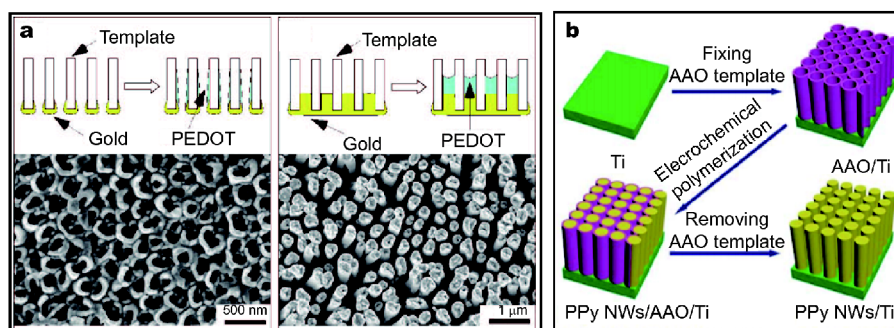 a
Template
Gold
PEDOT
500 nm
Template
Gold
PEDOT
1 µm
b
Fixing
AAO template
Ti
AAO/Ti
Elecrochemical
polymerization
Removing
AAO template
PPy NWs/AAO/Ti
PPy NWs/Ti